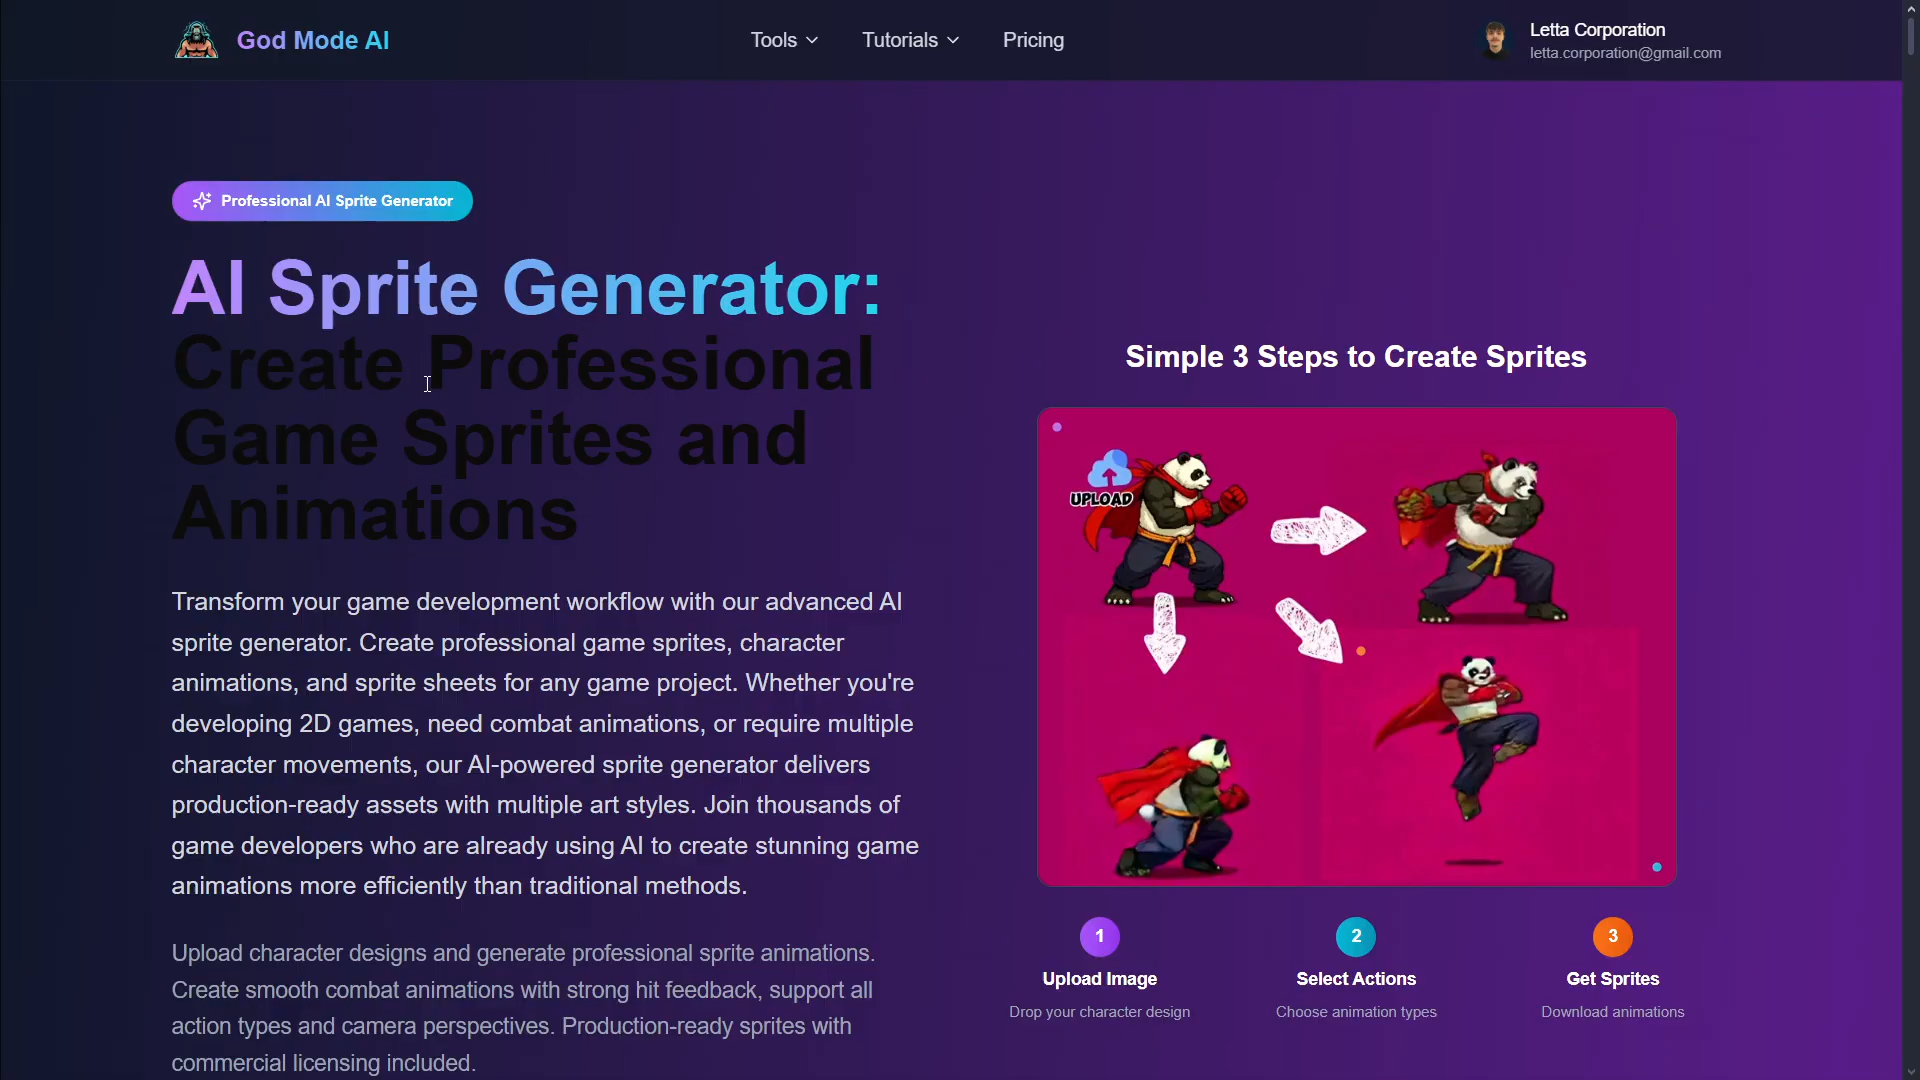 God Mode AI
Tools
Tutorials
Pricing
Letta Corporation
letta.corporation@gmail.com
Professional AI Sprite Generator
AI Sprite Generator:
Create Professional
Game Sprites and
Animations
Transform your game development workflow with our advanced AI
sprite generator. Create professional game sprites, character
animations, and sprite sheets for any game project. Whether you're
developing 2D games, need combat animations, or require multiple
character movements, our AI-powered sprite generator delivers
production-ready assets with multiple art styles. Join thousands of
game developers who are already using AI to create stunning game
animations more efficiently than traditional methods.
Upload character designs and generate professional sprite animations.
Create smooth combat animations with strong hit feedback, support all
action types and camera perspectives. Production-ready sprites with
commercial licensing included.
Simple 3 Steps to Create Sprites
UPLOAD
1
Upload Image
Drop your character design
2
Select Actions
Choose animation types
3
Get Sprites
Download animations